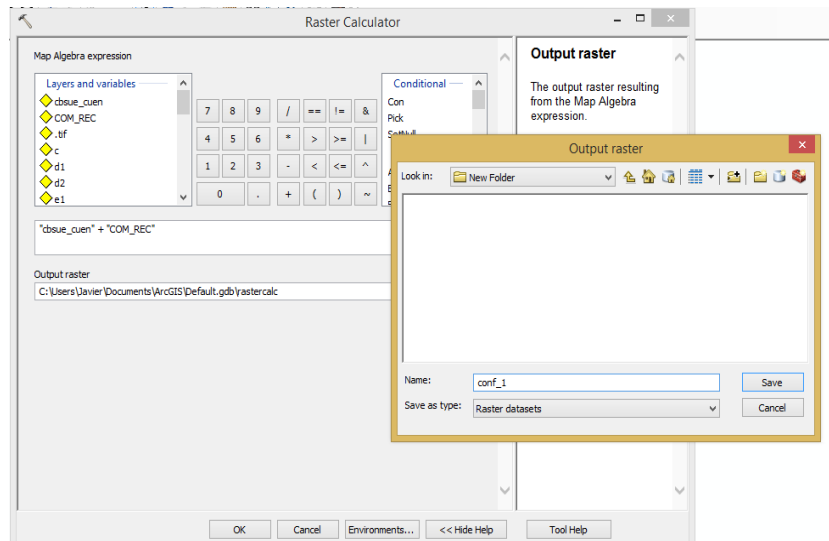 Raster Calculator
Map Algebra expression
Layers and variables
cbsue_cuen
COM_REC
.tif
c
d1
d2
e1
7 8 9 / == != &
4 5 6 * > >= |
1 2 3 - < <= ^
0 . + ( ) ~
Conditional
Con
Pick
SetNull
"cbsue_cuen" + "COM_REC"
Output raster
C:\Users\Javier\Documents\ArcGIS\Default.gdb\rastercalc
OK
Cancel
Environments...
<< Hide Help
Tool Help
Output raster
The output raster resulting
from the Map Algebra
expression.
Output raster
Look in:
New Folder
Name:
conf_1
Save
Save as type:
Raster datasets
Cancel